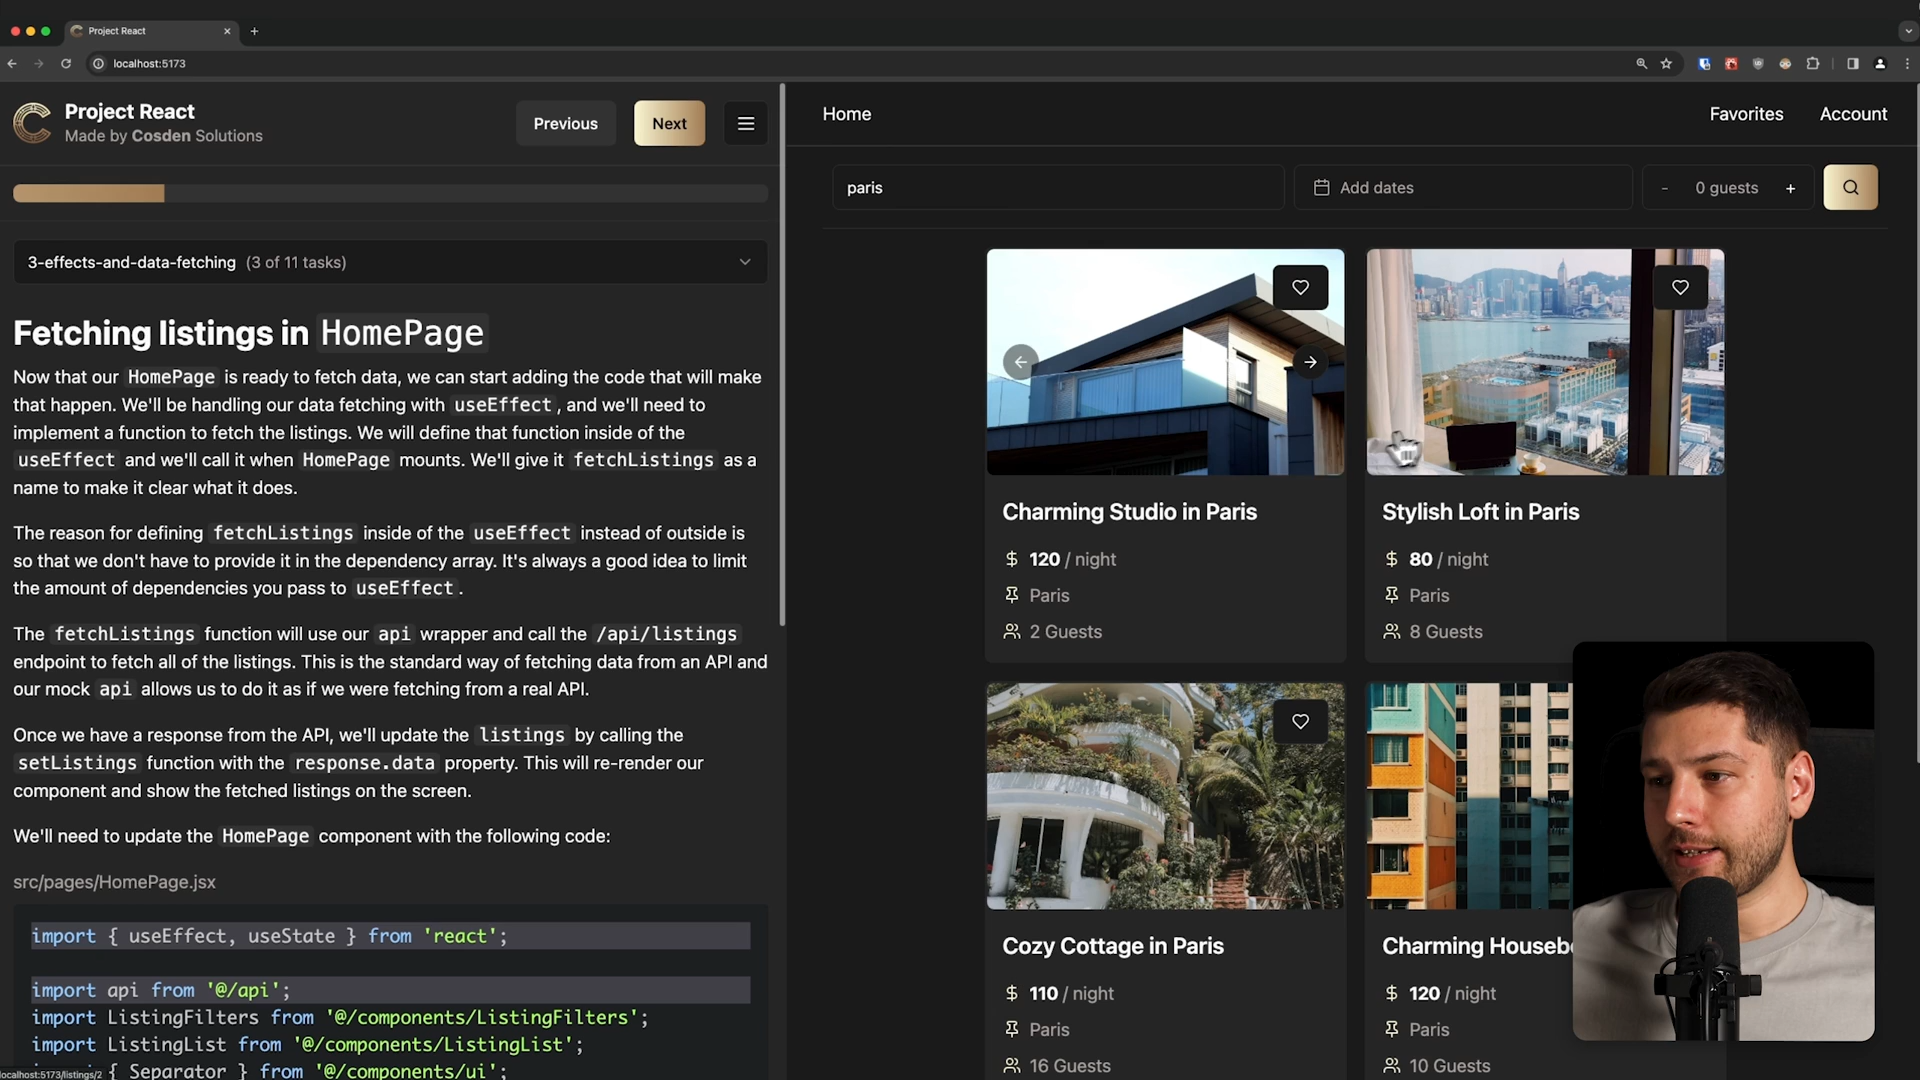 Project React
localhost:5173
Project React
Made by Cosden Solutions
Previous
Next
3-effects-and-data-fetching (3 of 11 tasks)
Fetching listings in HomePage
Now that our HomePage is ready to fetch data, we can start adding the code that will make
that happen. We'll be handling our data fetching with useEffect, and we'll need to
implement a function to fetch the listings. We will define that function inside of the
useEffect and we'll call it when HomePage mounts. We'll give it fetchListings as a
name to make it clear what it does.
The reason for defining fetchListings inside of the useEffect instead of outside is
so that we don't have to provide it in the dependency array. It's always a good idea to limit
the amount of dependencies you pass to useEffect.
The fetchListings function will use our api wrapper and call the /api/listings
endpoint to fetch all of the listings. This is the standard way of fetching data from an API and
our mock api allows us to do it as if we were fetching from a real API.
Once we have a response from the API, we'll update the listings by calling the
setListings function with the response.data property. This will re-render our
component and show the fetched listings on the screen.
We'll need to update the HomePage component with the following code:
src/pages/HomePage.jsx
import { useEffect, useState } from 'react';
import api from '@/api';
import ListingFilters from '@/components/ListingFilters';
import ListingList from '@/components/ListingList';
import { Separator } from '@/components/ui';
localhost:5173/listings/2
Home
Favorites
Account
paris
Add dates
- 0 guests +
Charming Studio in Paris
$ 120 / night
Paris
2 Guests
Stylish Loft in Paris
$ 80 / night
Paris
8 Guests
Cozy Cottage in Paris
$ 110 / night
Paris
16 Guests
Charming
$ 120 / night
Paris
10 Guests